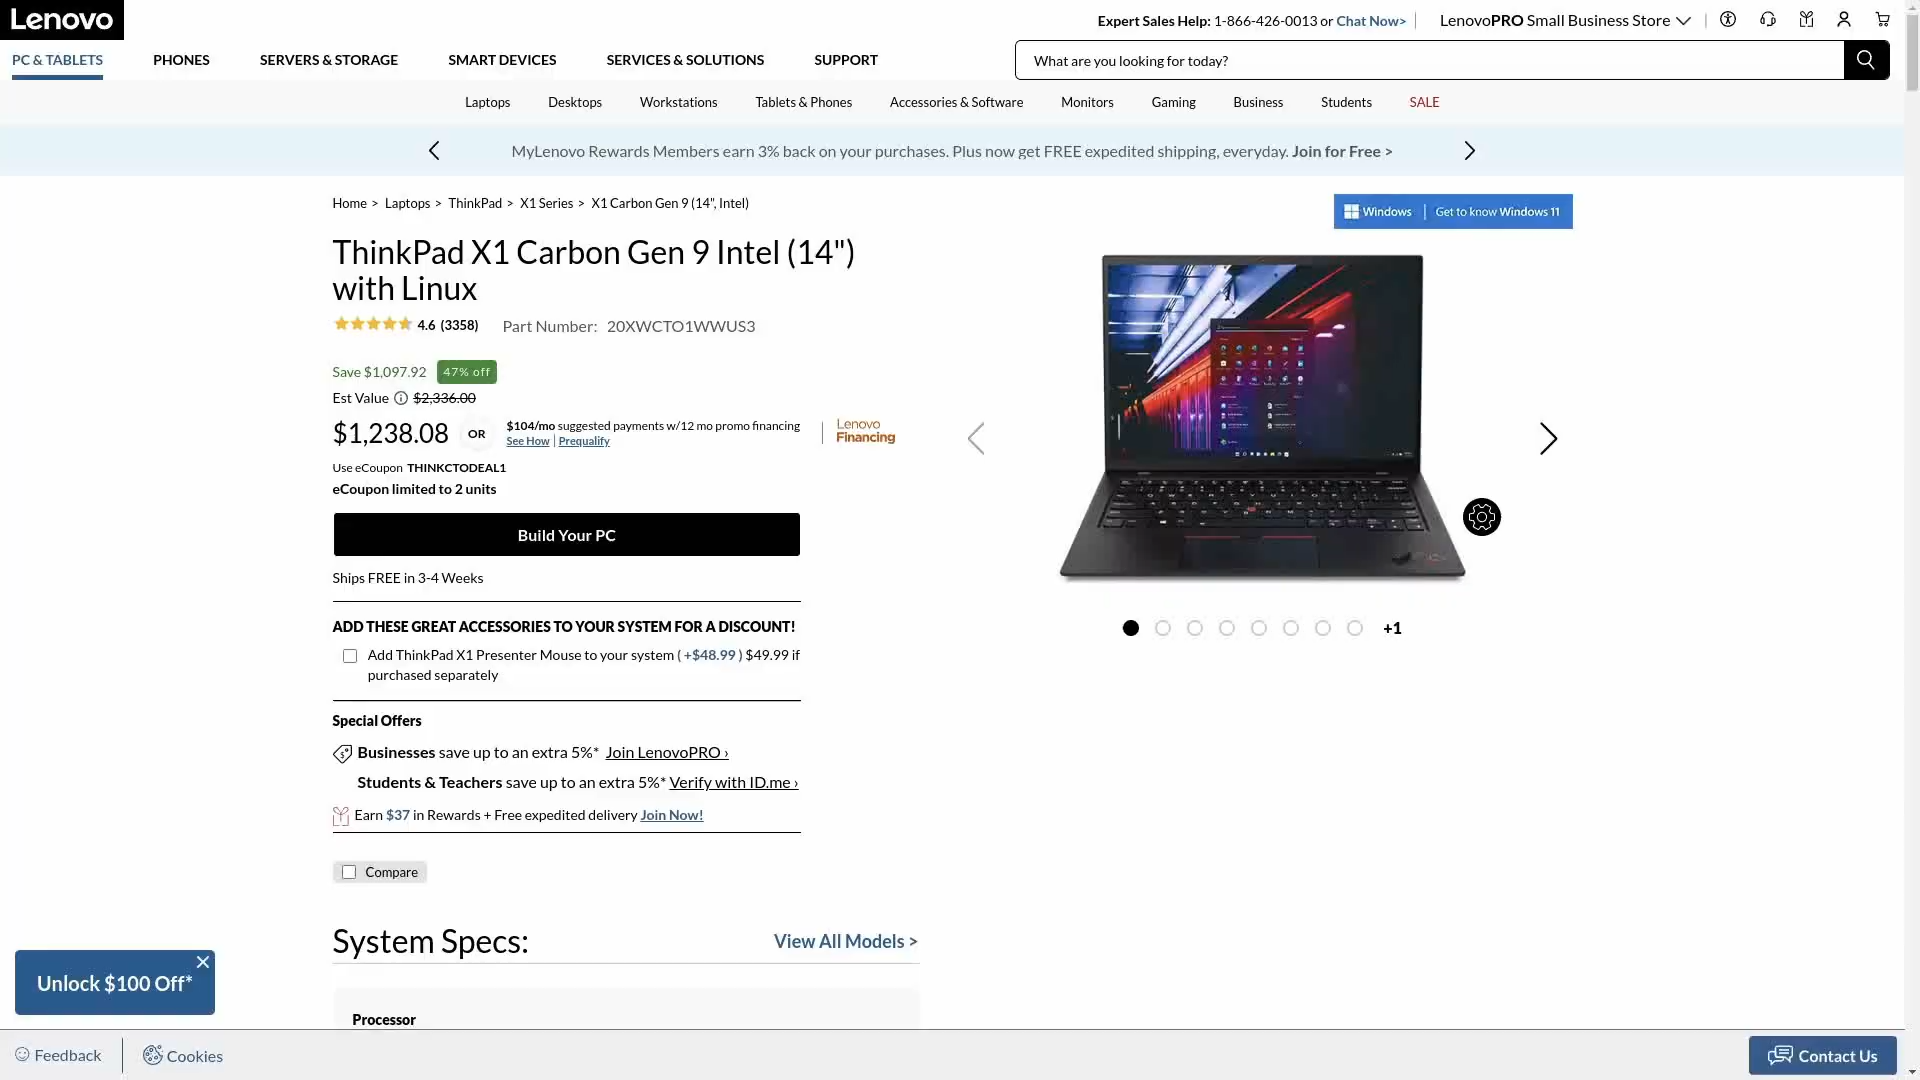 Lenovo
Expert Sales Help: 1-866-426-0013 or Chat Now>
LenovoPRO Small Business Store
PC & TABLETS
PHONES
SERVERS & STORAGE
SMART DEVICES
SERVICES & SOLUTIONS
SUPPORT
What are you looking for today?
Laptops
Desktops
Workstations
Tablets & Phones
Accessories & Software
Monitors
Gaming
Business
Students
SALE
MyLenovo Rewards Members earn 3% back on your purchases. Plus now get FREE expedited shipping, everyday. Join for Free >
Home > Laptops > ThinkPad > X1 Series > X1 Carbon Gen 9 (14", Intel)
Windows | Get to know Windows 11
ThinkPad X1 Carbon Gen 9 Intel (14")
with Linux
4.6 (3358)
Part Number: 20XWCTO1WWUS3
Save $1,097.92
47% off
Est Value $2,336.00
$1,238.08
OR
$104/mo suggested payments w/12 mo promo financing
See How | Prequalify
Lenovo
Financing
Use eCoupon THINKCTODEAL1
eCoupon limited to 2 units
Build Your PC
Ships FREE in 3-4 Weeks
ADD THESE GREAT ACCESSORIES TO YOUR SYSTEM FOR A DISCOUNT!
Add ThinkPad X1 Presenter Mouse to your system ( +$48.99 ) $49.99 if
purchased separately
+1
Special Offers
Businesses save up to an extra 5%* Join LenovoPRO ›
Students & Teachers save up to an extra 5%* Verify with ID.me ›
Earn $37 in Rewards + Free expedited delivery Join Now!
Compare
System Specs:
View All Models >
Processor
Unlock $100 Off*
Feedback
Cookies
Contact Us